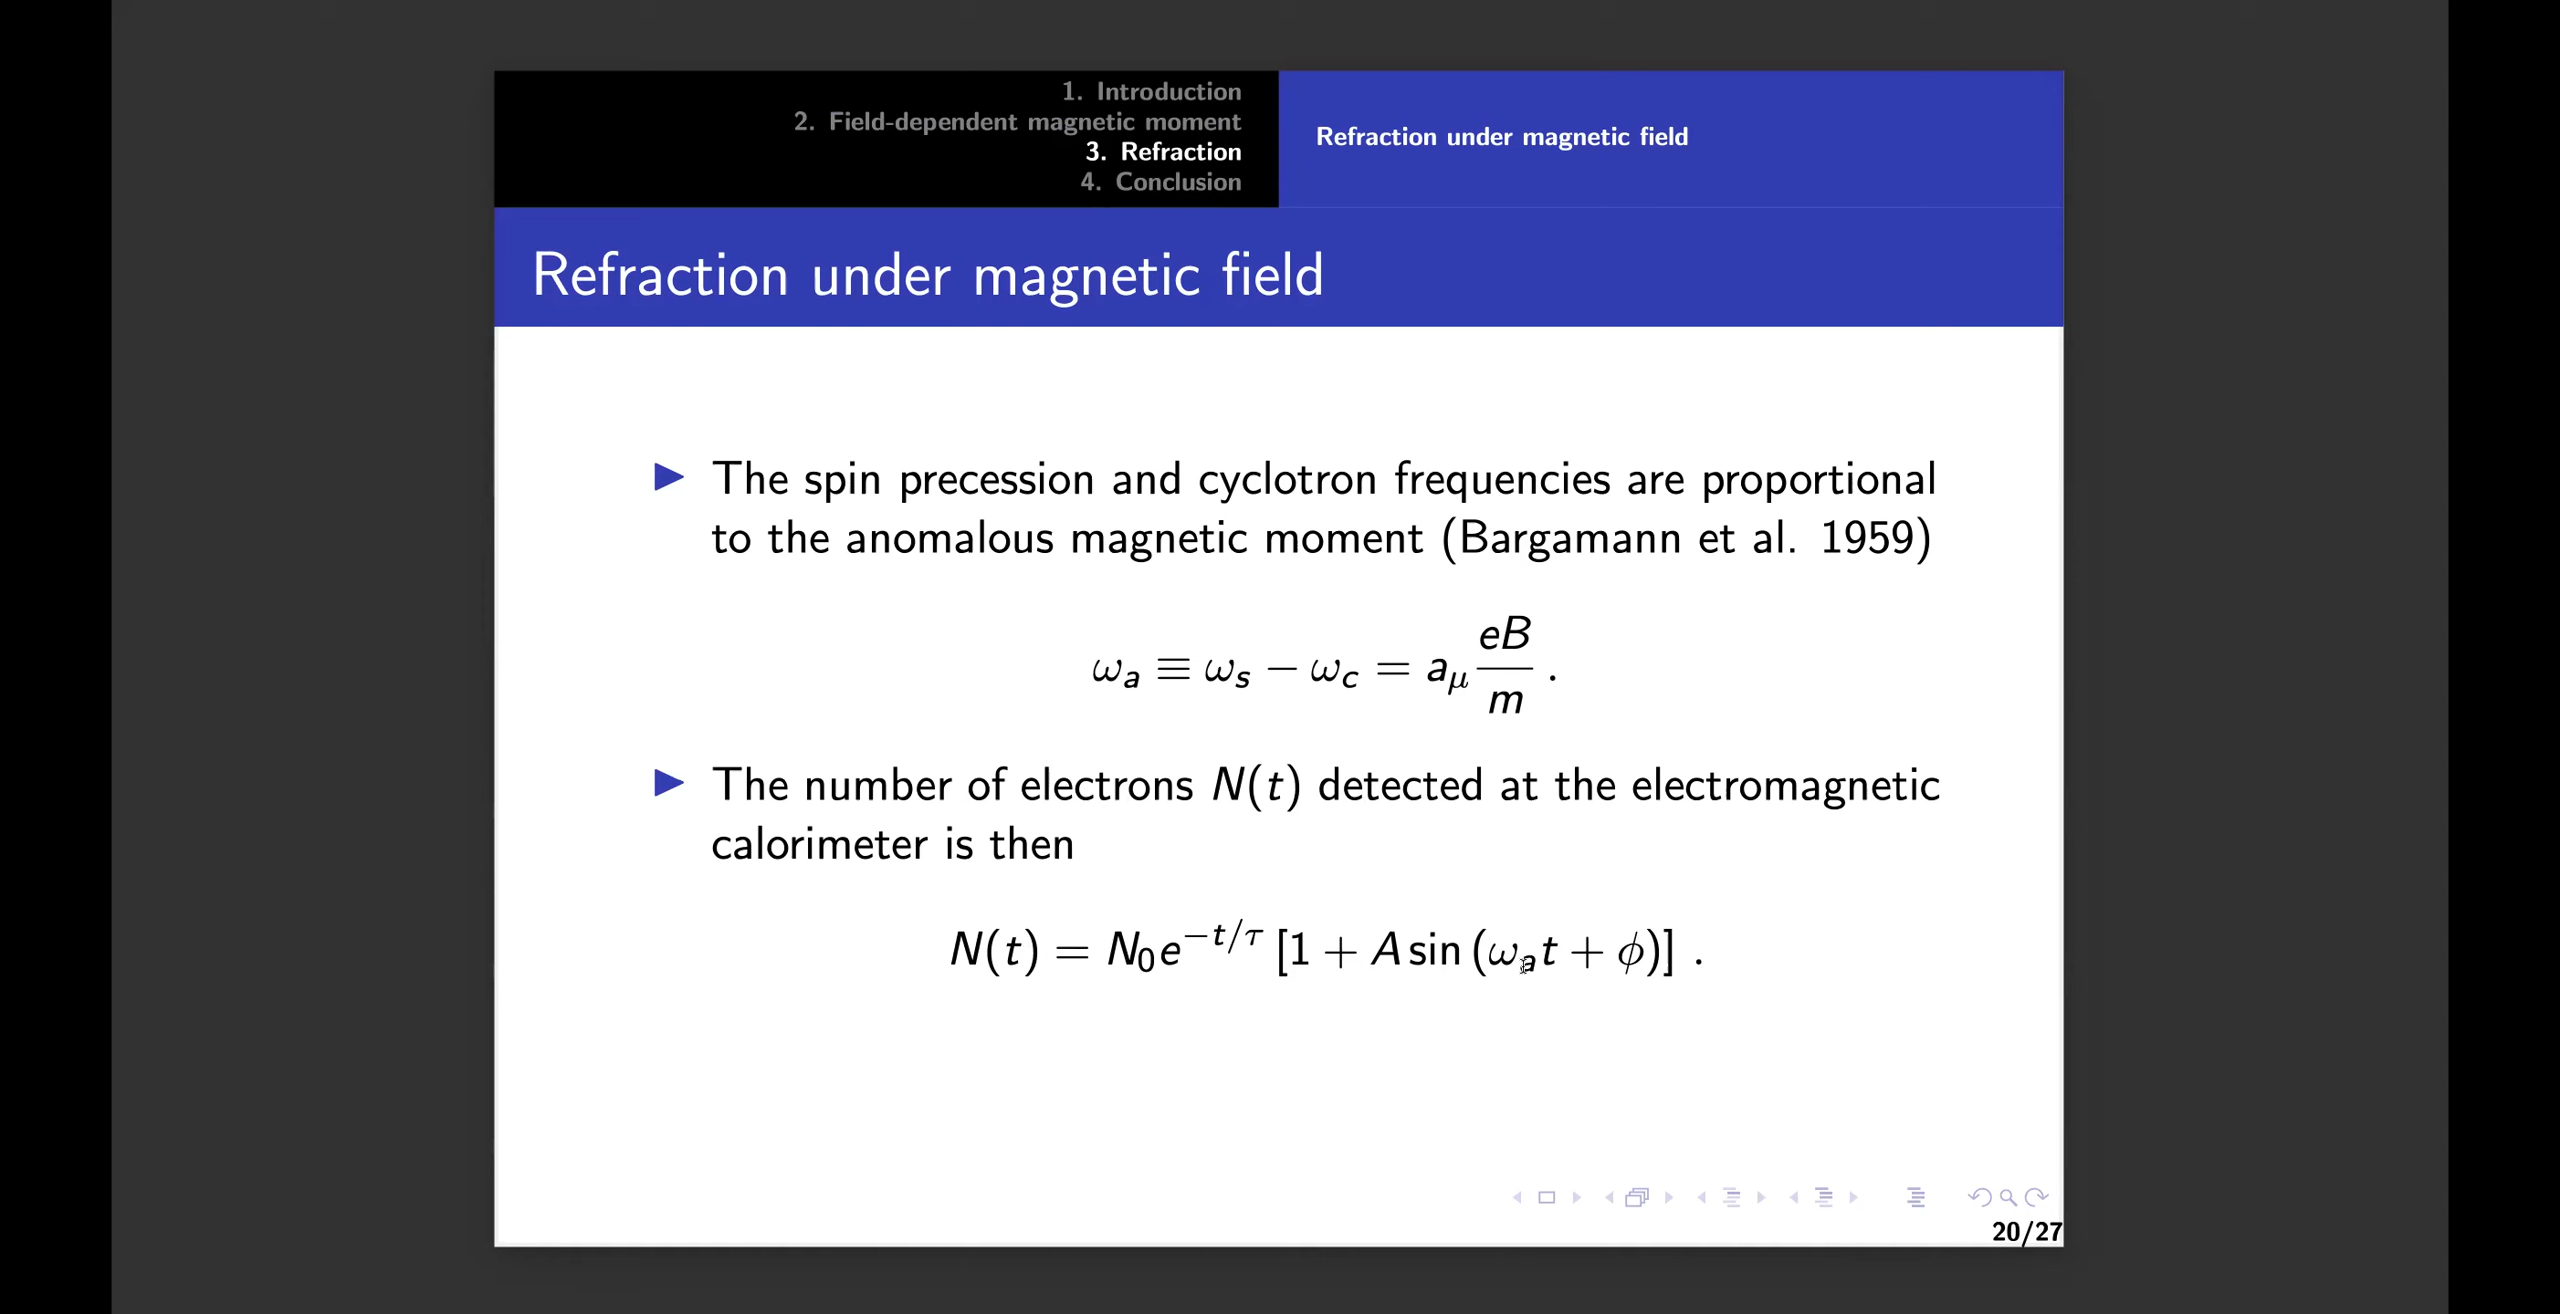 1. Introduction
2. Field-dependent magnetic moment
3. Refraction
4. Conclusion
Refraction under magnetic field
Refraction under magnetic field
The spin precession and cyclotron frequencies are proportional
to the anomalous magnetic moment (Bargamann et al. 1959)
ω_a ≡ ω_s − ω_c = a_μ eB/m .
The number of electrons N(t) detected at the electromagnetic
calorimeter is then
N(t) = N_0 e^{−t/τ} [1 + A sin (ω_a t + ϕ)] .
20/27